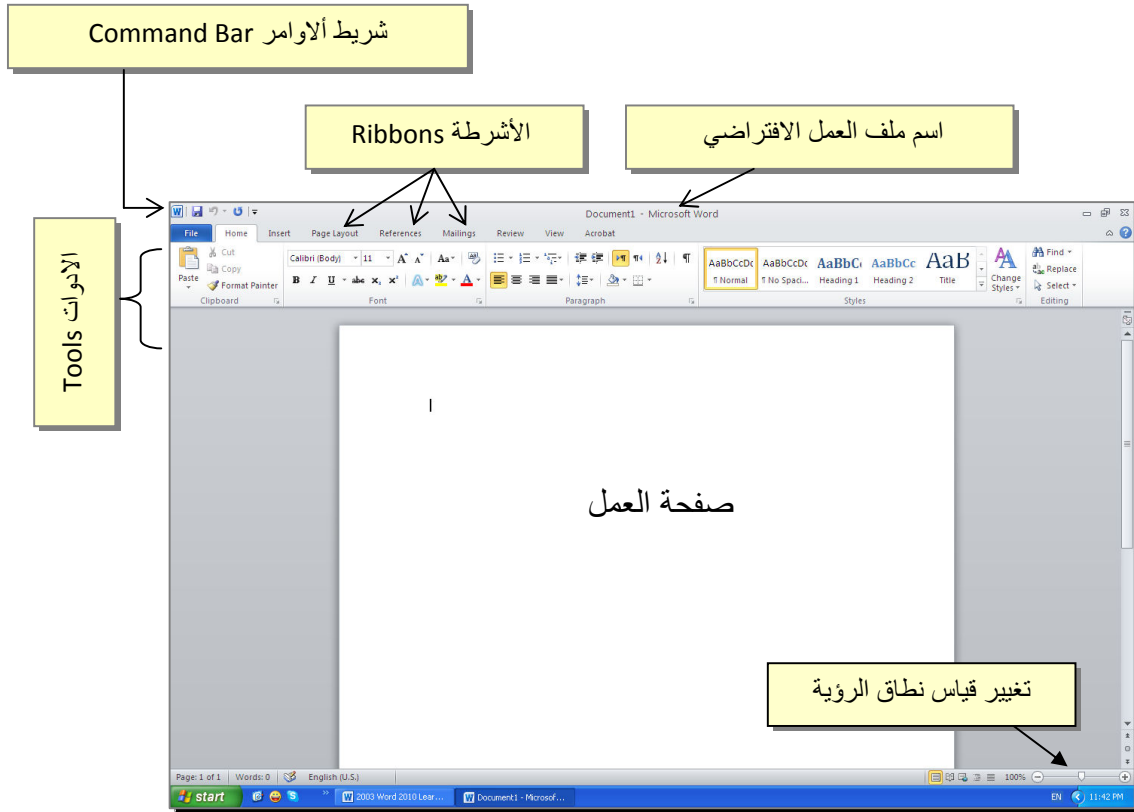 شريط ألاوامر Command Bar
الأشرطة Ribbons
اسم ملف العمل الافتراضي
الادوات Tools
Document1 - Microsoft Word
File Home Insert Page Layout References Mailings Review View Acrobat
Cut
Copy
Format Painter
Paste
Clipboard
Calibri (Body) 11
Font
Paragraph
AaBbCcDc AaBbCcDc AaBbC AaBbCc AaB
¶ Normal ¶ No Spaci... Heading 1 Heading 2 Title
Change
Styles
Styles
Find
Replace
Select
Editing
صفحة العمل
تغيير قياس نطاق الرؤية
Page: 1 of 1 Words: 0 English (U.S.) 100%
start 2003 Word 2010 Lear... Document1 - Microsof... EN 11:42 PM